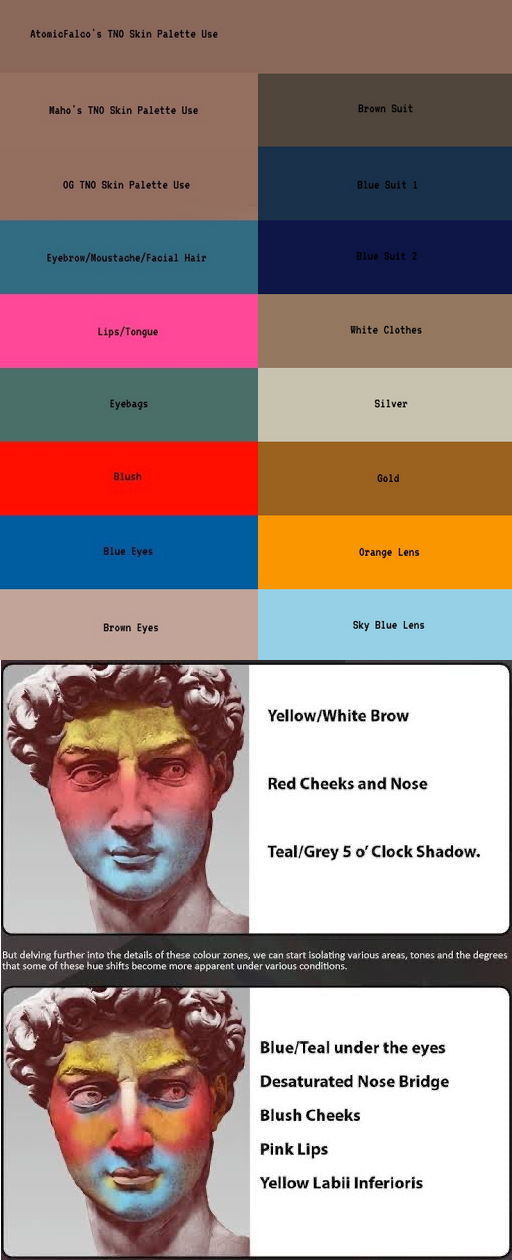 AtomicFalco's TNO Skin Palette Use
Maho's TNO Skin Palette Use
Brown Suit
OG TNO Skin Palette Use
Blue Suit 1
Eyebrow/Moustache/Facial Hair
Blue Suit 2
Lips/Tongue
White Clothes
Eyebags
Silver
Blush
Gold
Blue Eyes
Orange Lens
Brown Eyes
Sky Blue Lens
Yellow/White Brow
Red Cheeks and Nose
Teal/Grey 5 o’ Clock Shadow.
But delving further into the details of these colour zones, we can start isolating various areas, tones and the degrees
that some of these hue shifts become more apparent under various conditions.
Blue/Teal under the eyes
Desaturated Nose Bridge
Blush Cheeks
Pink Lips
Yellow Labii Inferioris